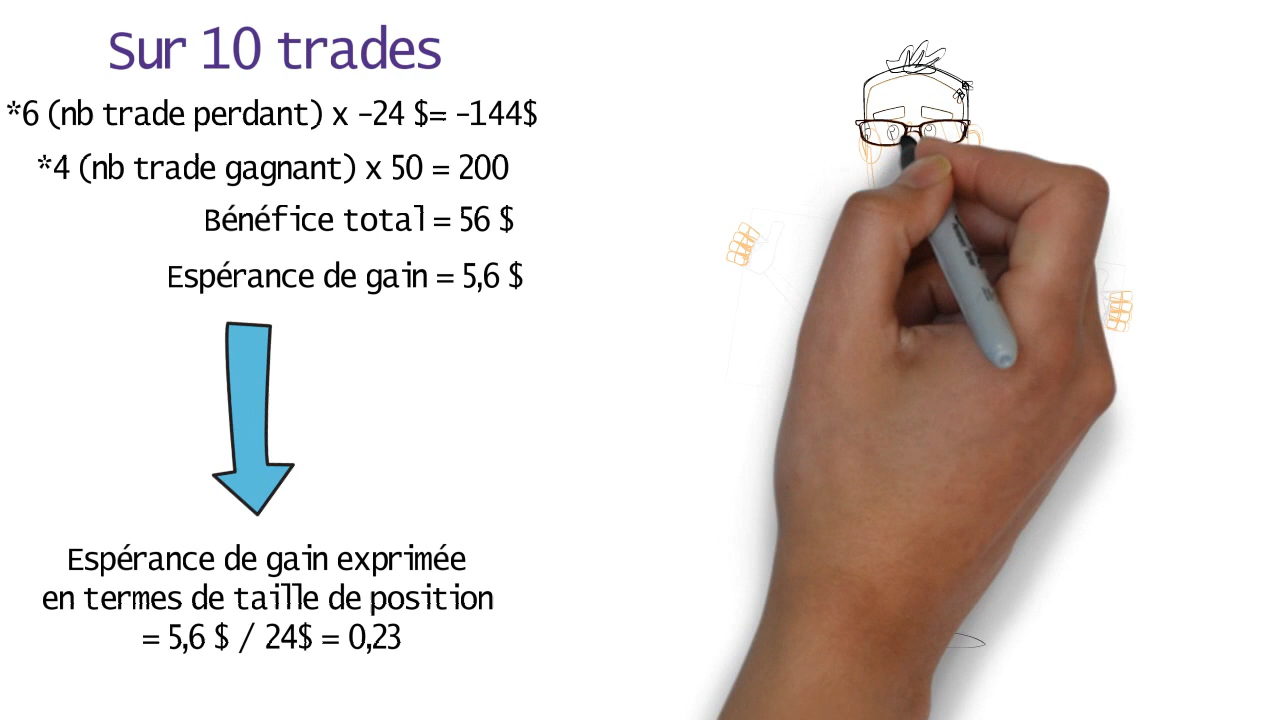 Sur 10 trades
*6 (nb trade perdant) x -24 $= -144$
*4 (nb trade gagnant) x 50 = 200
Bénéfice total = 56 $
Espérance de gain = 5,6 $
Espérance de gain exprimée
en termes de taille de position
= 5,6 $ / 24$ = 0,23